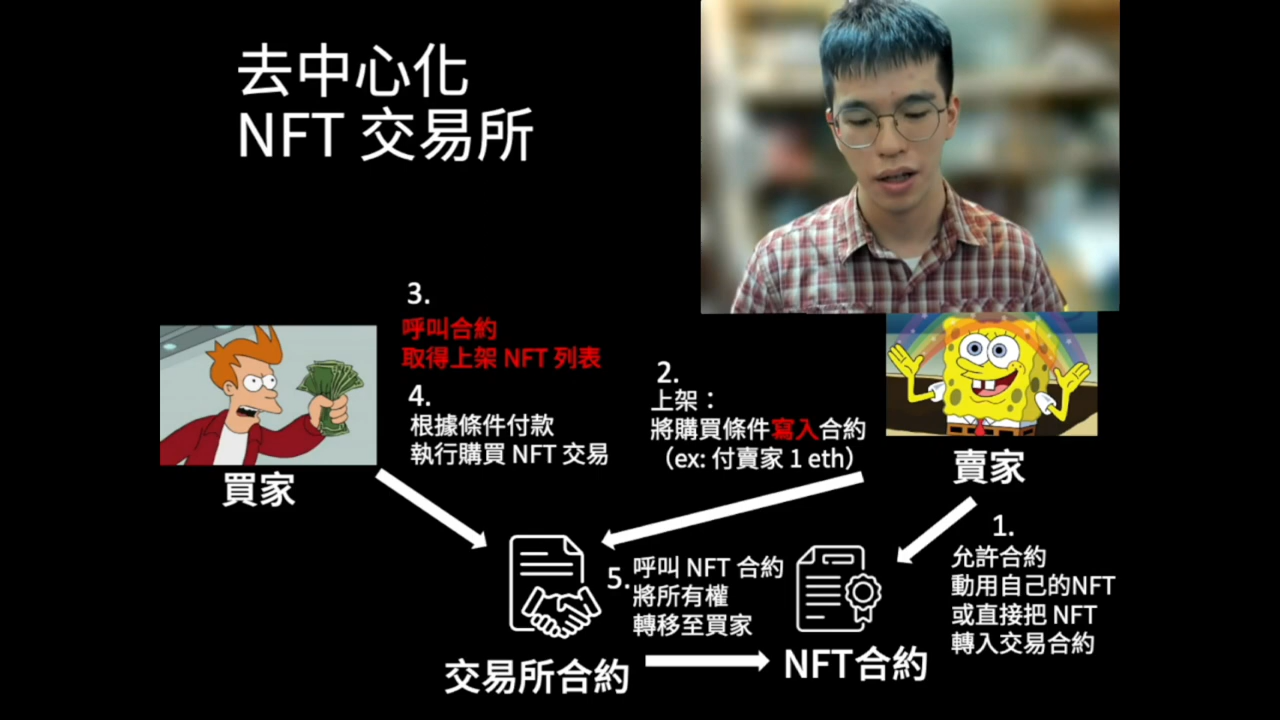 去中心化
NFT 交易所
3.
呼叫合約
取得上架 NFT 列表
4.
根據條件付款
執行購買 NFT 交易
2.
上架：
將購買條件寫入合約
（ex: 付賣家 1 eth）
買家
賣家
1.
允許合約
動用自己的NFT
或直接把 NFT
轉入交易合約
5.
呼叫 NFT 合約
將所有權
轉移至買家
交易所合約
NFT合約